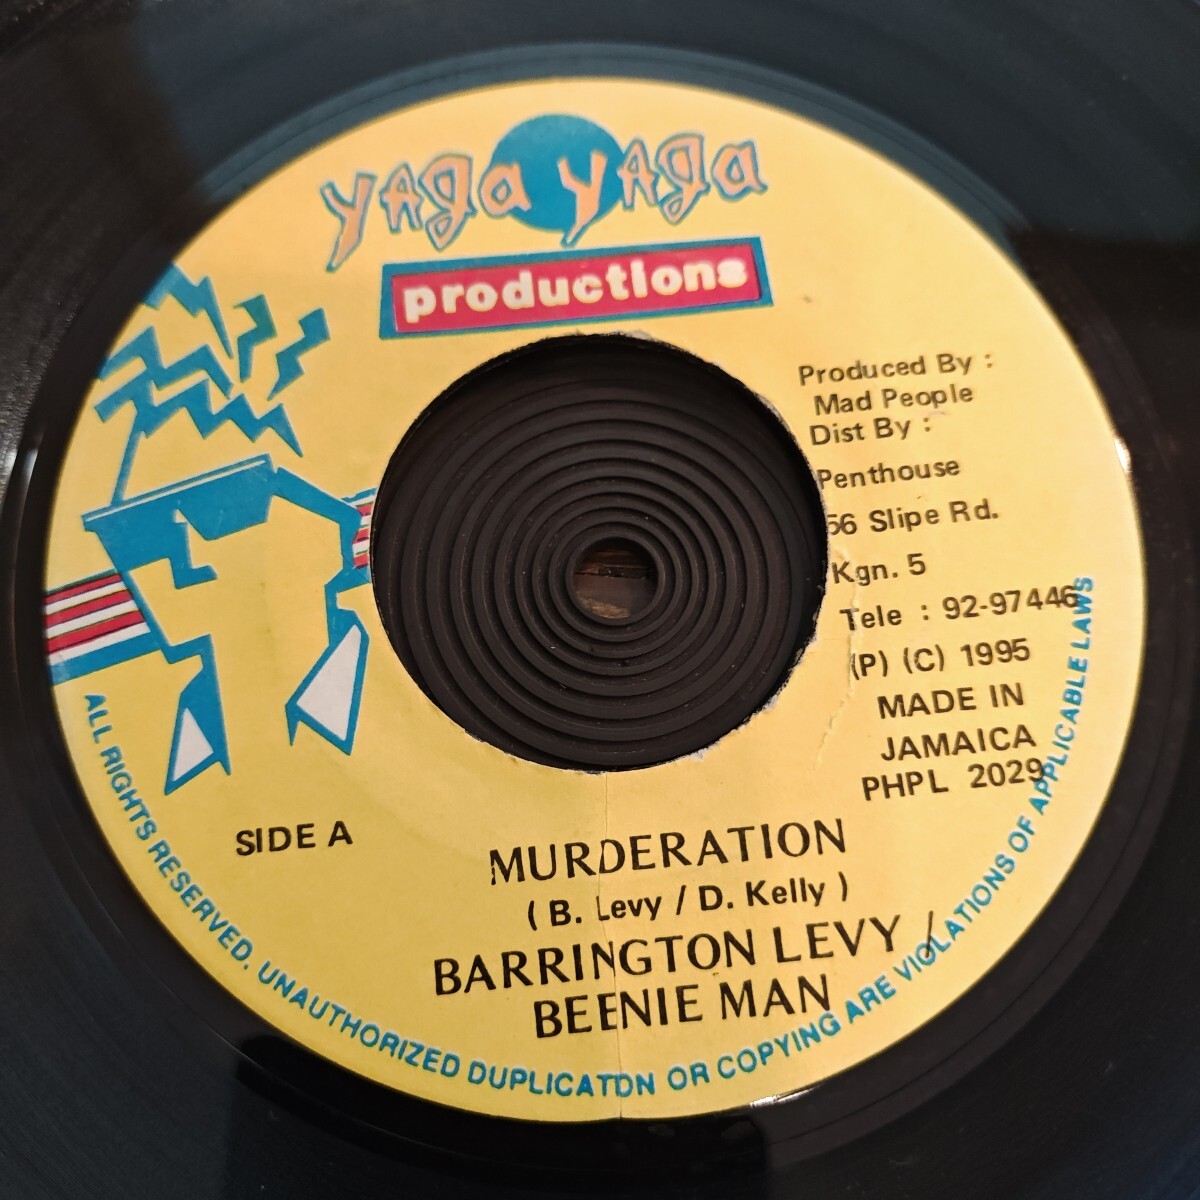 yaga yaga
productions
Produced By :
Mad People
Dist By :
Penthouse
56 Slipe Rd.
Kgn. 5
Tele : 92-97446
(P) (C) 1995
MADE IN
JAMAICA
PHPL 2029
SIDE A
MURDERATION
( B. Levy / D. Kelly )
BARRINGTON LEVY /
BEENIE MAN
ALL RIIGHTS RESERVED. UNAUTHORIZED DUPLICATION OR COPYING ARE VIOLATIONS OF APPLICABLE LAWS